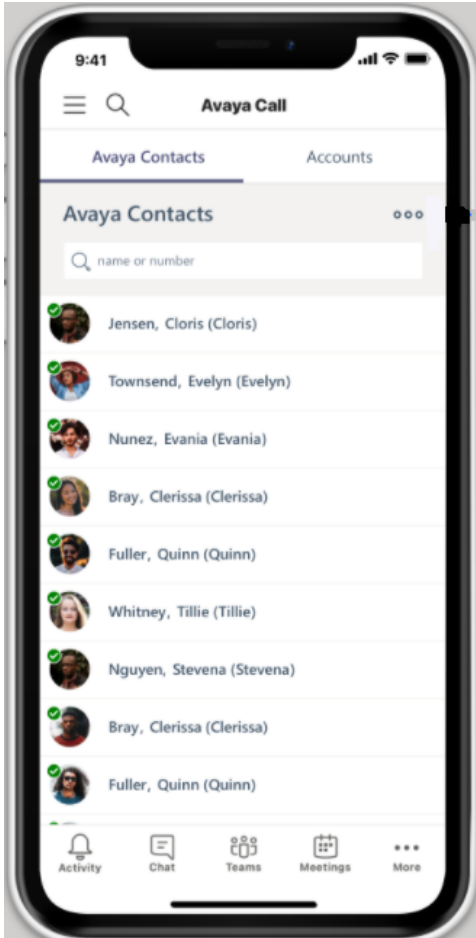 9:41
Avaya Call
Avaya Contacts Accounts
Avaya Contacts
name or number
Jensen, Cloris (Cloris)
Townsend, Evelyn (Evelyn)
Nunez, Evania (Evania)
Bray, Clerissa (Clerissa)
Fuller, Quinn (Quinn)
Whitney, Tillie (Tillie)
Nguyen, Stevena (Stevena)
Bray, Clerissa (Clerissa)
Fuller, Quinn (Quinn)
Activity Chat Teams Meetings More